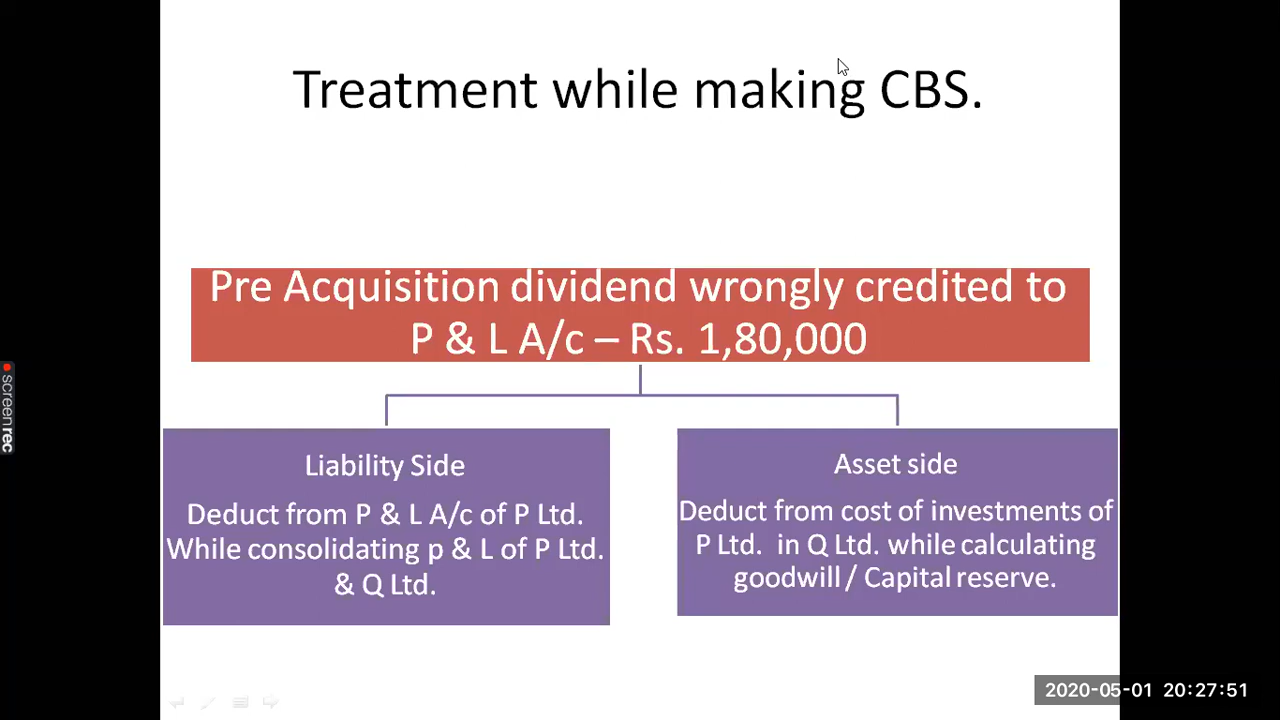 Treatment while making CBS.
Pre Acquisition dividend wrongly credited to
P & L A/c – Rs. 1,80,000
Liability Side
Deduct from P & L A/c of P Ltd.
While consolidating p & L of P Ltd.
& Q Ltd.
Asset side
Deduct from cost of investments of
P Ltd. in Q Ltd. while calculating
goodwill / Capital reserve.
screenrec
2020-05-01 20:27:51